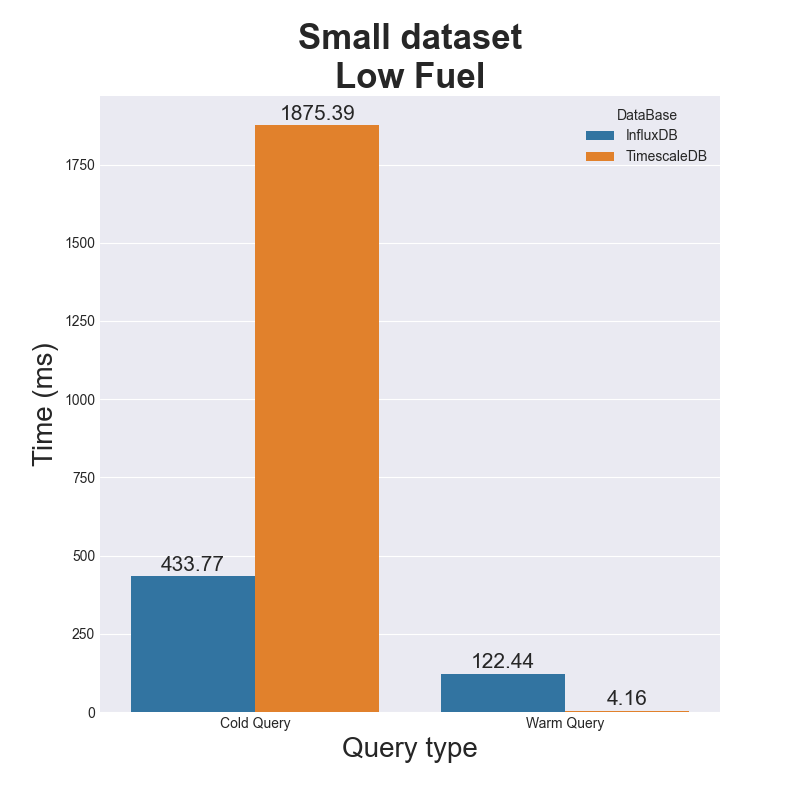 Small dataset
Low Fuel
1875.39
DataBase
InfluxDB
TimescaleDB
1750
1500
1250
1000
750
500
250
0
Time (ms)
433.77
122.44
4.16
Cold Query
Warm Query
Query type